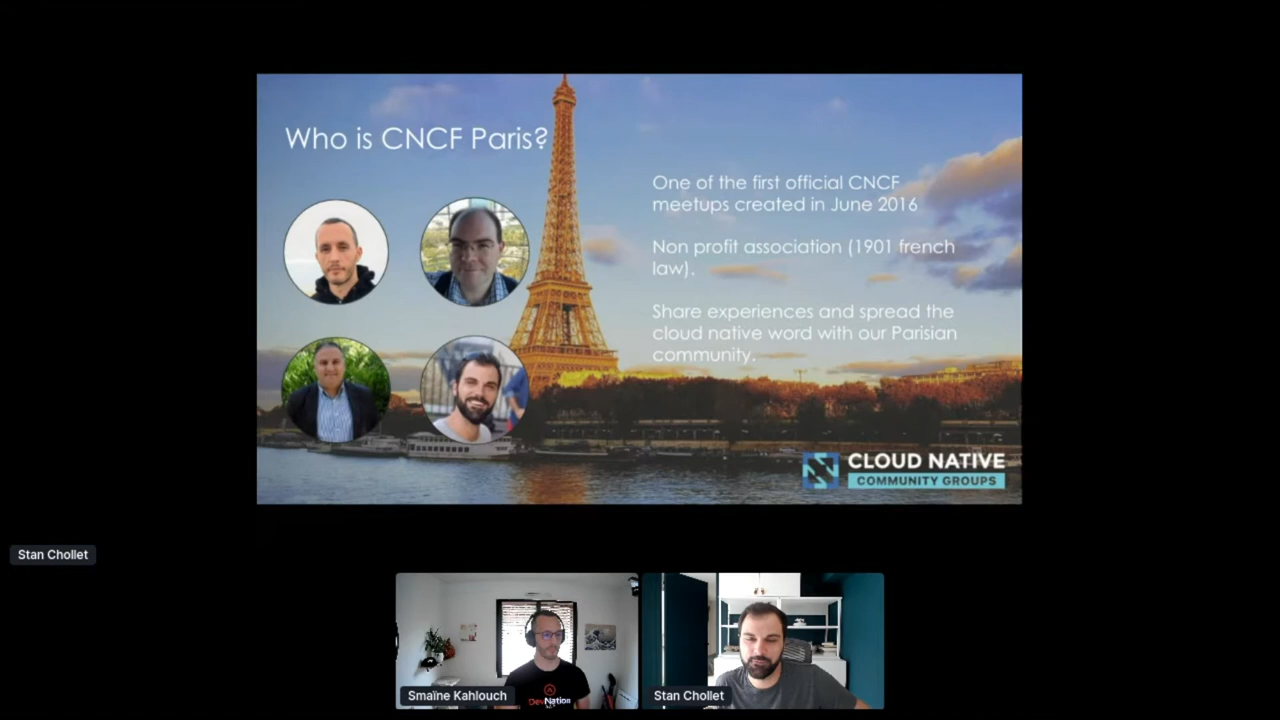 Who is CNCF Paris?
One of the first official CNCF
meetups created in June 2016
Non profit association (1901 french
law).
Share experiences and spread the
cloud native word with our Parisian
community.
CLOUD NATIVE
COMMUNITY GROUPS
Stan Chollet
DevNation
Smaïne Kahlouch
Stan Chollet